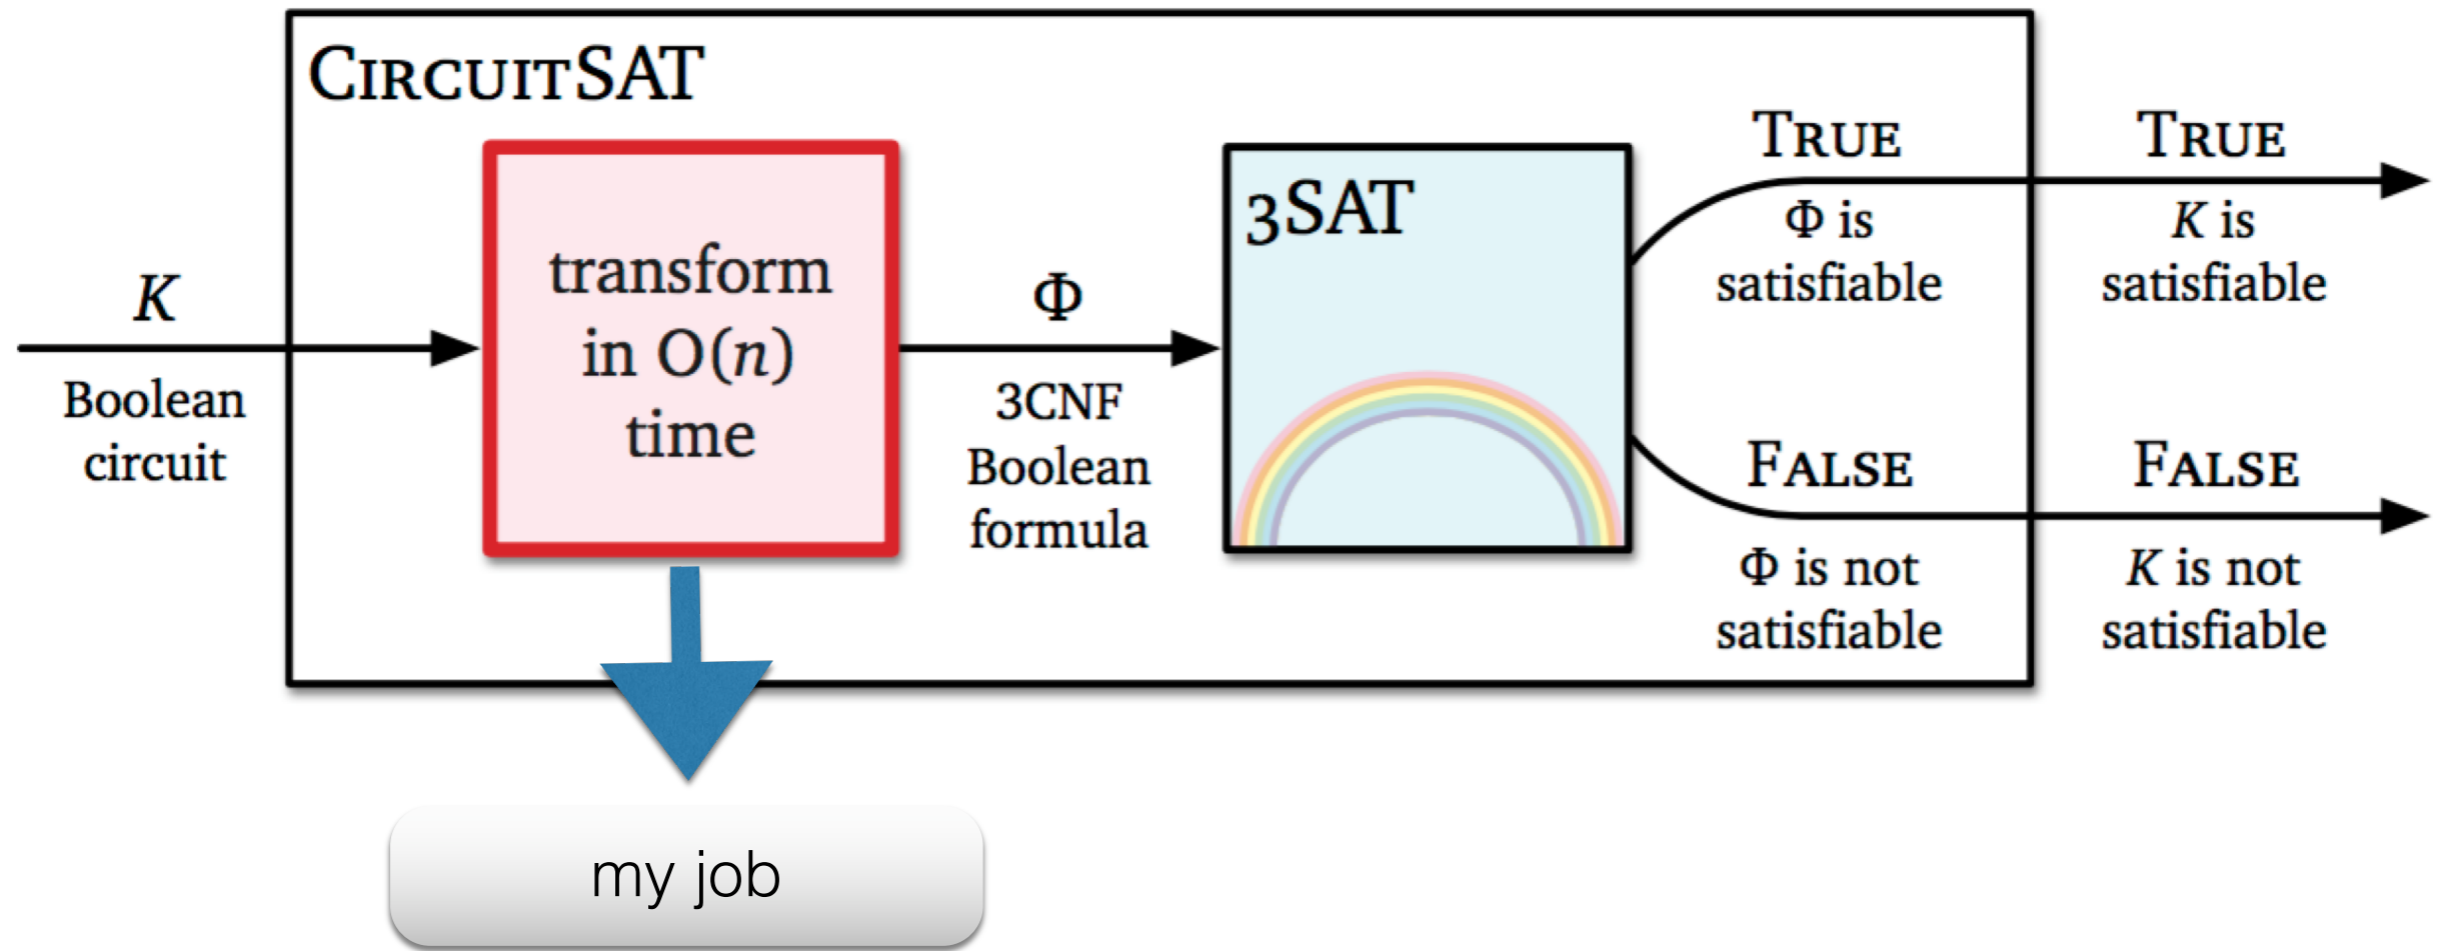 CIRCUITSAT
K
Boolean
circuit
transform
in O(n)
time
Φ
3CNF
Boolean
formula
3SAT
TRUE
Φ is
satisfiable
FALSE
Φ is not
satisfiable
TRUE
K is
satisfiable
FALSE
K is not
satisfiable
my job